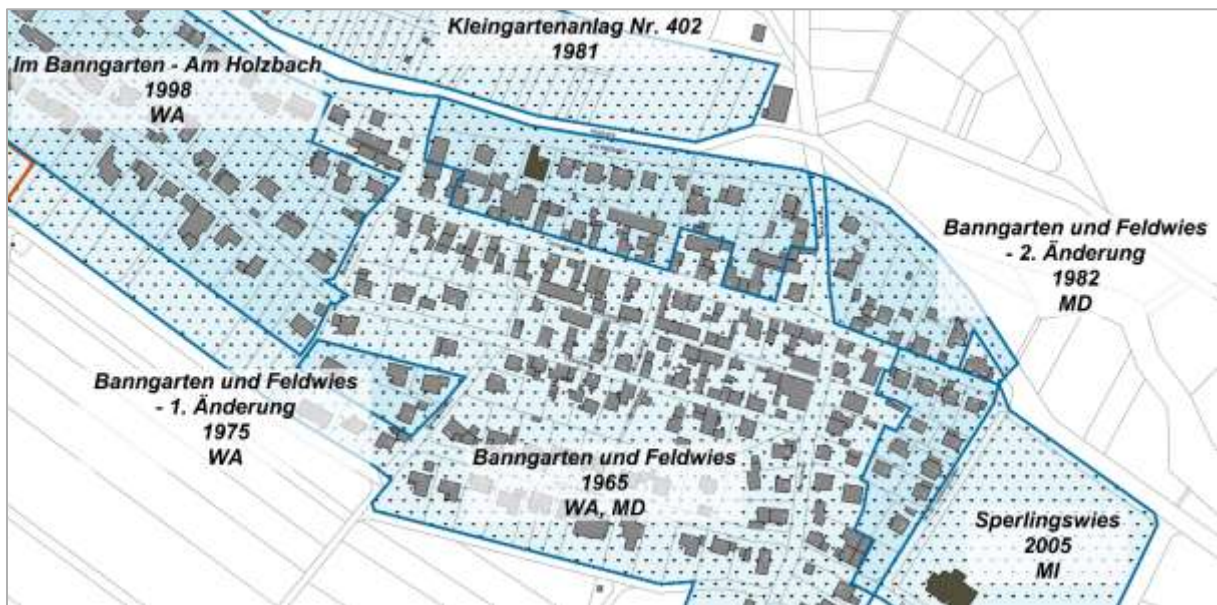 Kleingartenanlag Nr. 402
1981
Im Banngarten - Am Holzbach
1998
WA
Banngarten und Feldwies
- 2. Änderung
1982
MD
Banngarten und Feldwies
- 1. Änderung
1975
WA
Banngarten und Feldwies
1965
WA, MD
Sperlingswies
2005
MI